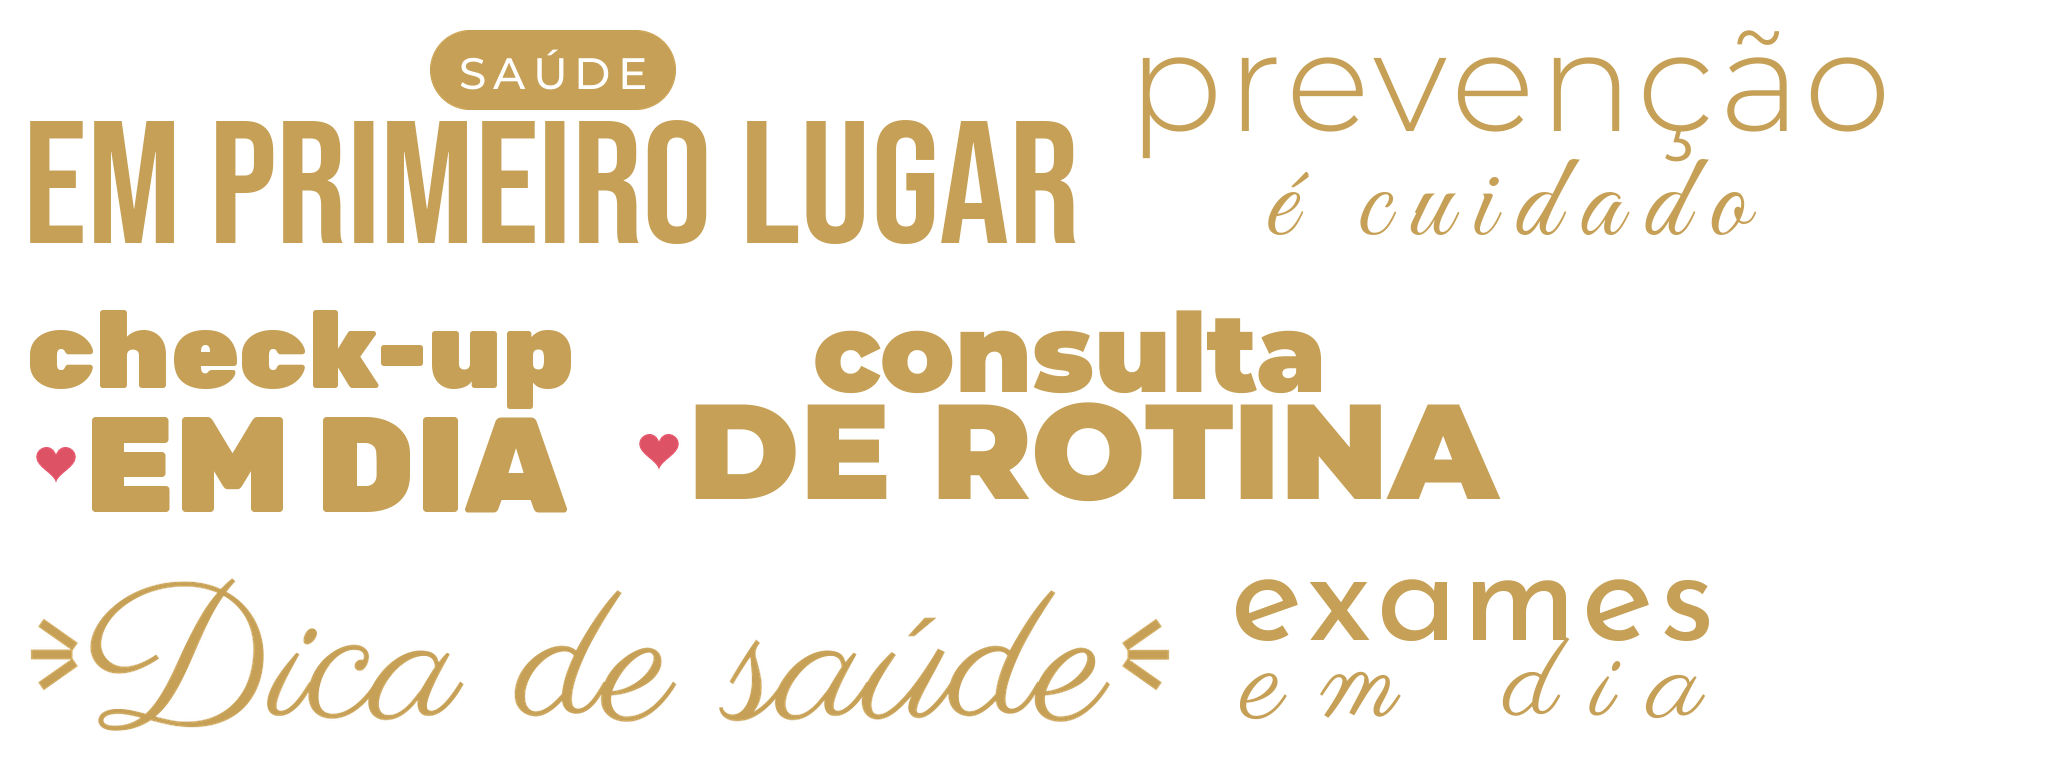 SAÚDE
EM PRIMEIRO LUGAR
prevenção
é cuidado
check-up
EM DIA
consulta
DE ROTINA
Dica de saúde
exames
em dia